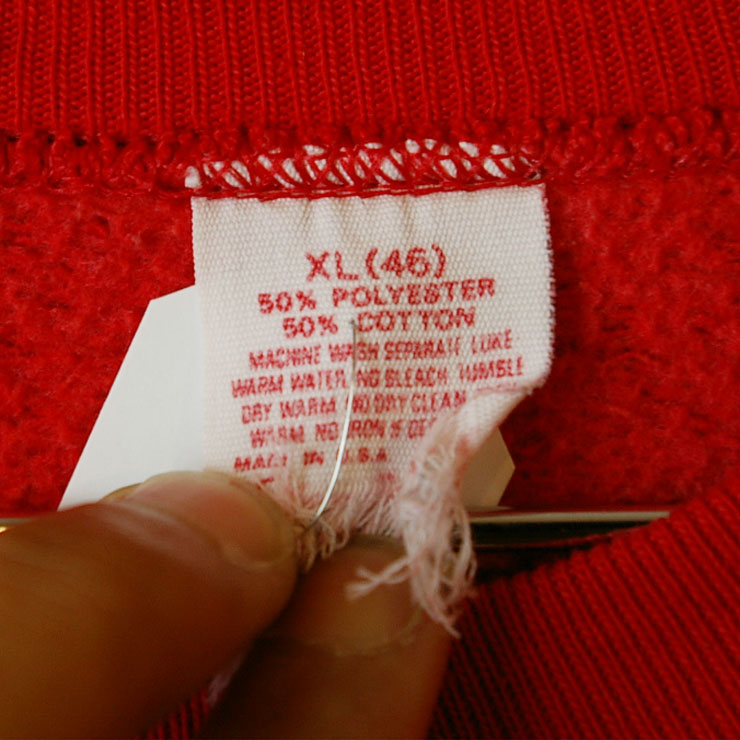 XL (46)
50% POLYESTER
50% COTTON
MACHINE WASH SEPARATE LUKE
WARM WATER NO BLEACH TUMBLE
DRY WARM NO DRY CLEAN
WARM NO IRON IF
MADE IN U.S.A